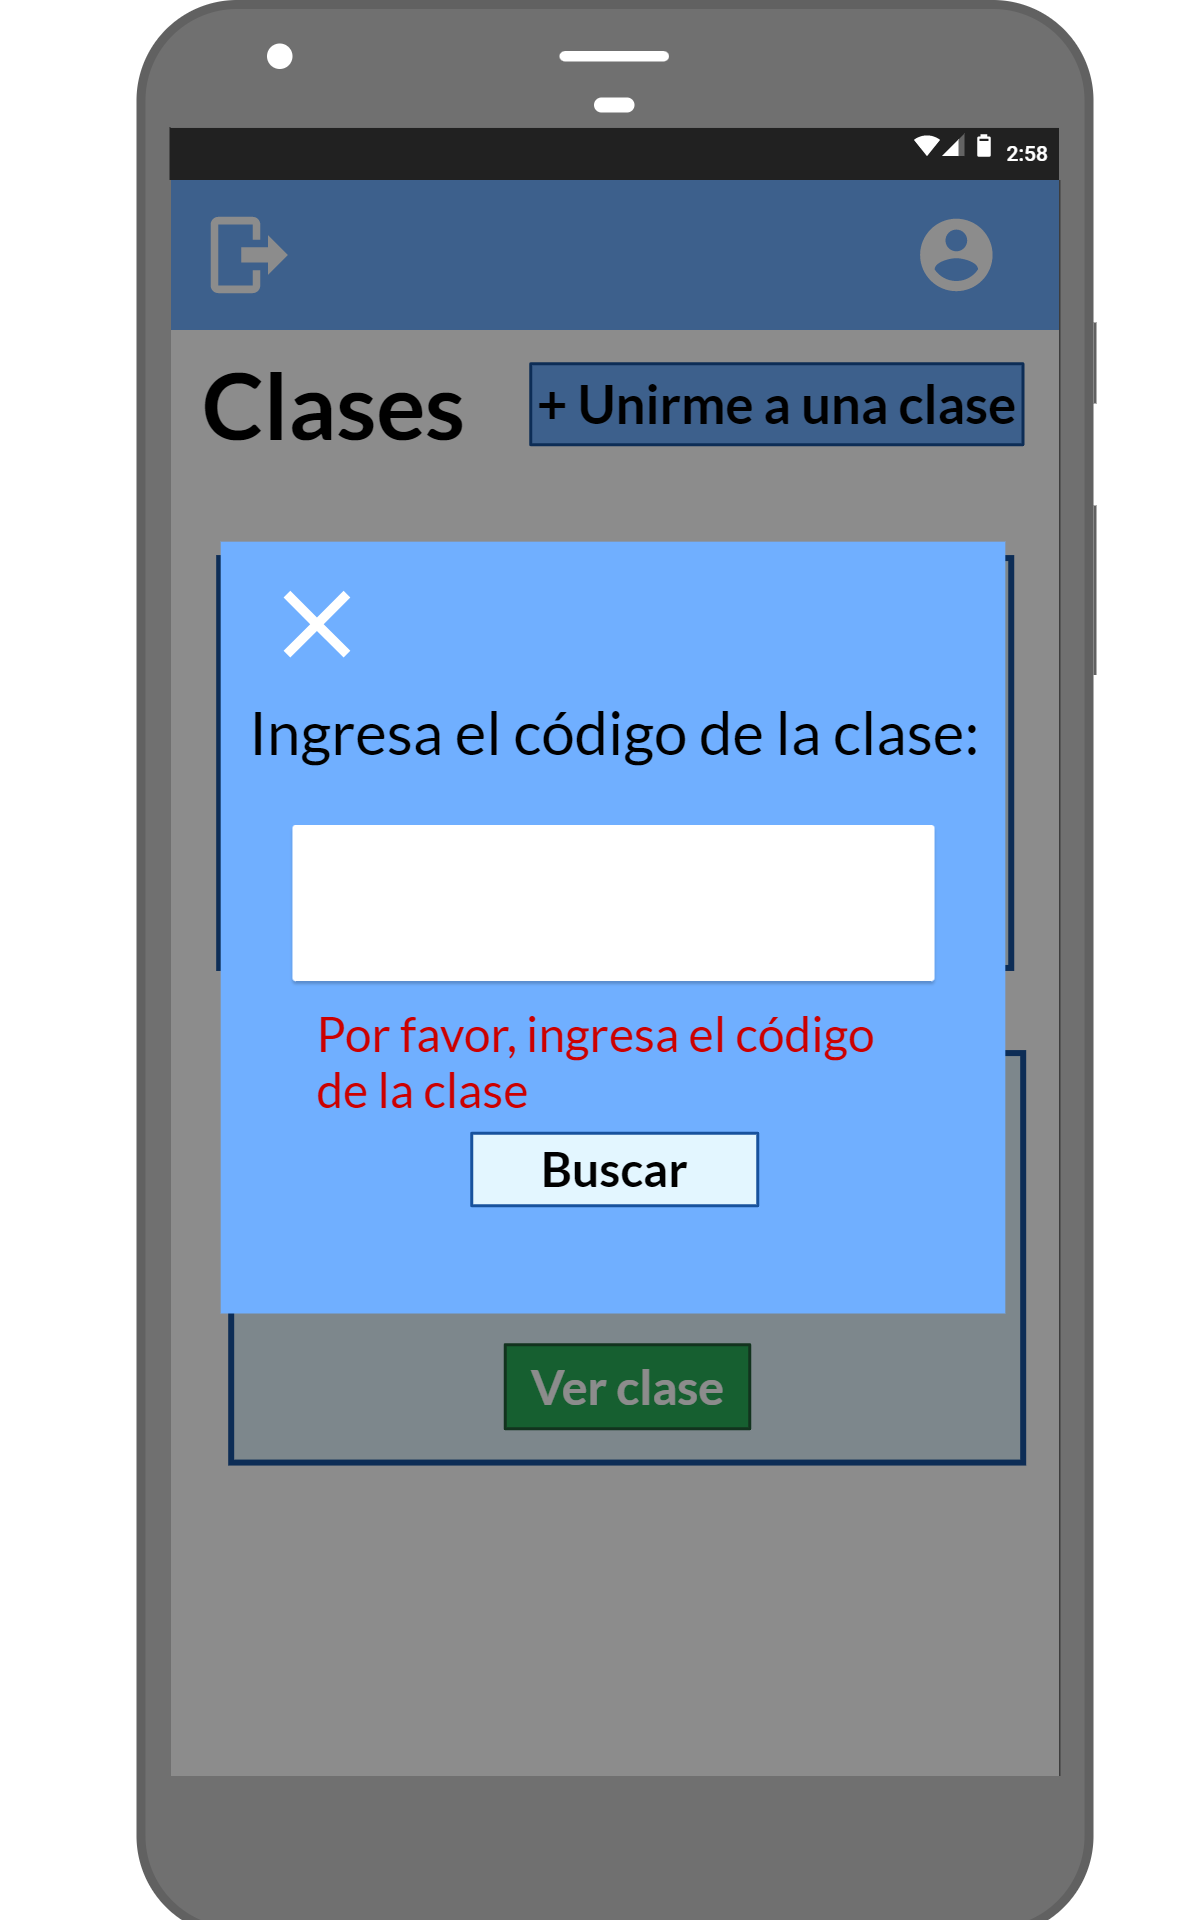 2:58
Clases
+ Unirme a una clase
Ingresa el código de la clase:
Por favor, ingresa el código
de la clase
Buscar
Ver clase